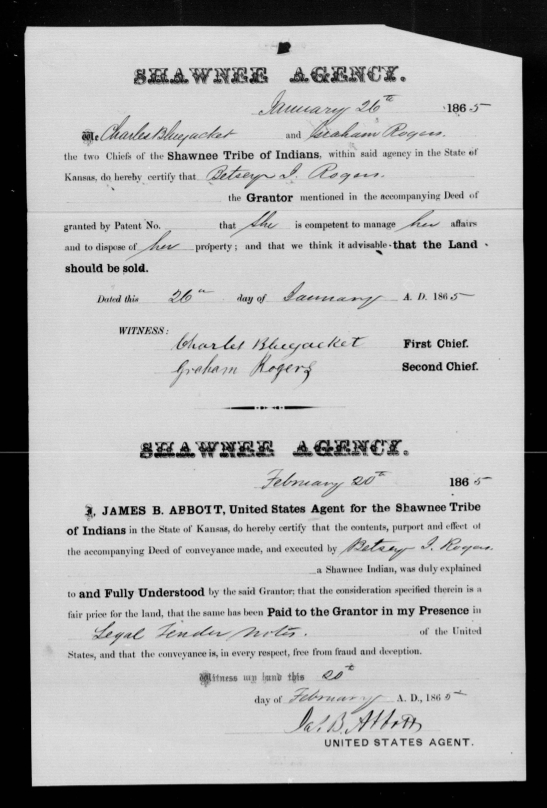 SHAWNEE AGENCY.
January 26th 1865
We Charles Bluejacket and Graham Rogers.
the two Chiefs of the Shawnee Tribe of Indians, within said agency in the State of
Kansas, do hereby certify that Betsey I. Rogers.
the Grantor mentioned in the accompanying Deed of
granted by Patent No. that she is competent to manage her affairs
and to dispose of her property; and that we think it advisable that the Land
should be sold.
Dated this 26th day of January A. D. 1865
WITNESS:
Charles Bluejacket First Chief.
Graham Rogers Second Chief.
SHAWNEE AGENCY.
February 20th 1865
I, JAMES B. ABBOTT, United States Agent for the Shawnee Tribe
of Indians in the State of Kansas, do hereby certify that the contents, purport and effect of
the accompanying Deed of conveyance made, and executed by Betsey I. Rogers.
a Shawnee Indian, was duly explained
to and Fully Understood by the said Grantor; that the consideration specified therein is a
fair price for the land, that the same has been Paid to the Grantor in my Presence in
Legal Tender notes. of the United
States, and that the conveyance is, in every respect, free from fraud and deception.
Witness my hand this 20th
day of February A. D., 1865
Jas. B. Abbott
UNITED STATES AGENT.